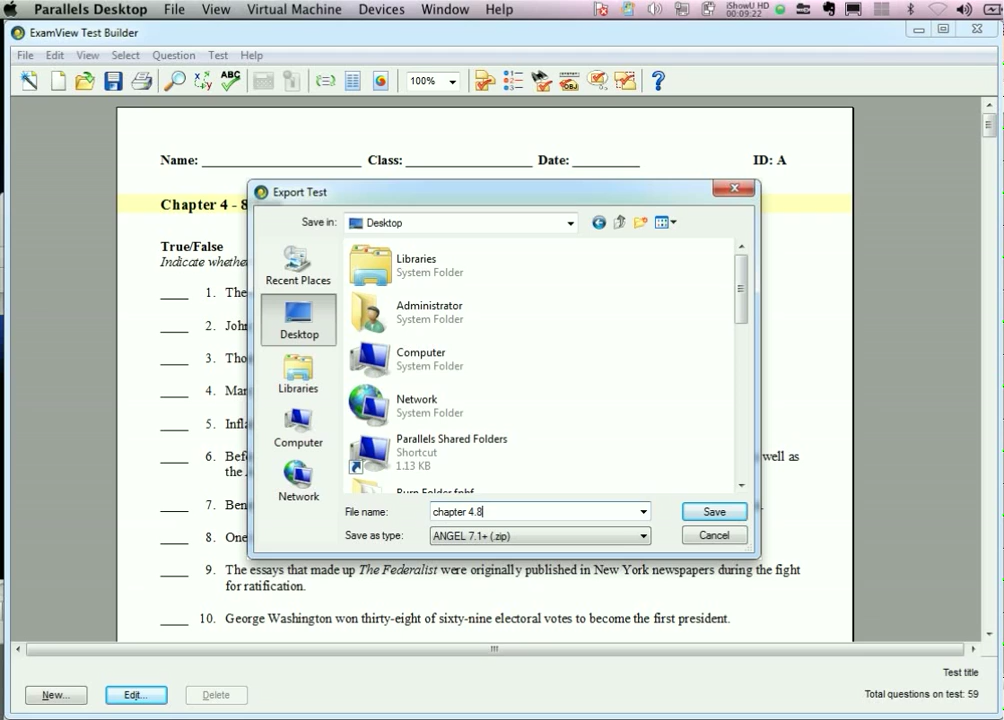 Parallels Desktop File View Virtual Machine Devices Window Help iShowU HD 00:09:22
ExamView Test Builder
File Edit View Select Question Test Help
ABC 100% OBJ ?
Name: ____________________ Class: ________________ Date: ________ ID: A
Chapter 4 - 8
True/False
Indicate whethe
____ 1. The
____ 2. John
____ 3. Tho
____ 4. Mar
____ 5. Infl
____ 6. Bef well as
the
____ 7. Ben
____ 8. One
____ 9. The essays that made up The Federalist were originally published in New York newspapers during the fight
for ratification.
____ 10. George Washington won thirty-eight of sixty-nine electoral votes to become the first president.
Export Test
Save in: Desktop
Recent Places
Desktop
Libraries
Computer
Network
Libraries
System Folder
Administrator
System Folder
Computer
System Folder
Network
System Folder
Parallels Shared Folders
Shortcut
1.13 KB
File name: chapter 4.8 Save
Save as type: ANGEL 7.1+ (.zip) Cancel
Test title
New... Edit... Delete Total questions on test: 59